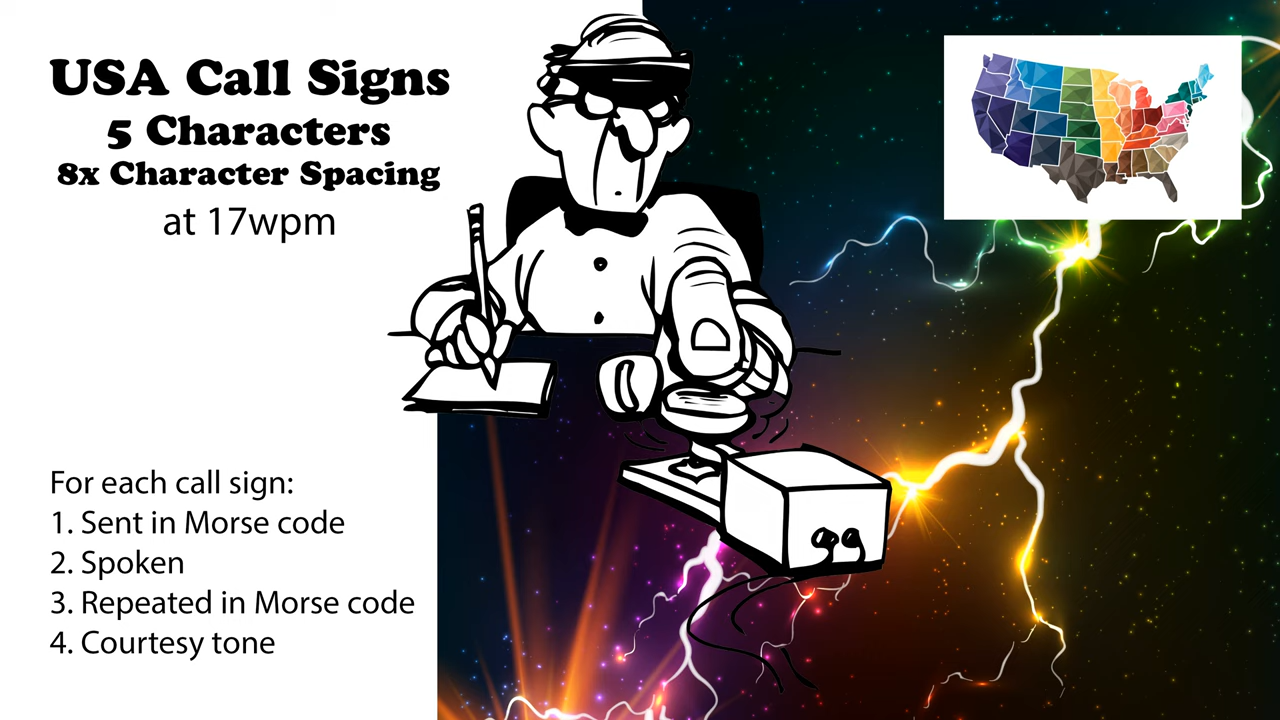 USA Call Signs
5 Characters
8x Character Spacing
at 17wpm
For each call sign:
1. Sent in Morse code
2. Spoken
3. Repeated in Morse code
4. Courtesy tone